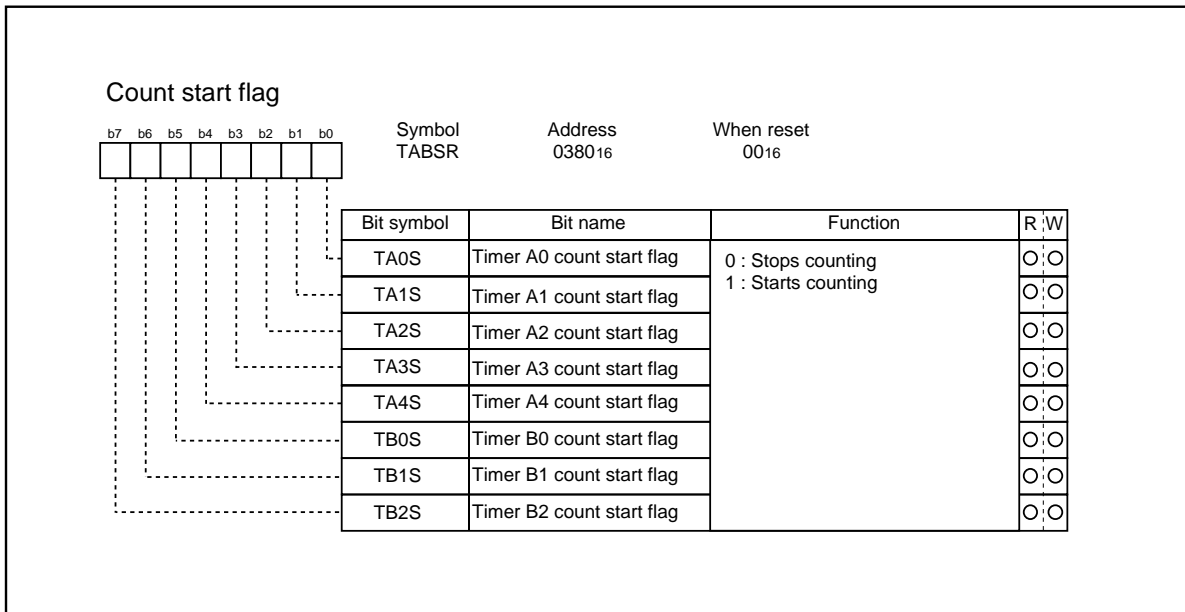 Count start flag
b7 b6 b5 b4 b3 b2 b1 b0
Symbol Address When reset
TABSR 038016 0016
Bit symbol Bit name Function R W
TA0S Timer A0 count start flag 0 : Stops counting
1 : Starts counting
TA1S Timer A1 count start flag
TA2S Timer A2 count start flag
TA3S Timer A3 count start flag
TA4S Timer A4 count start flag
TB0S Timer B0 count start flag
TB1S Timer B1 count start flag
TB2S Timer B2 count start flag